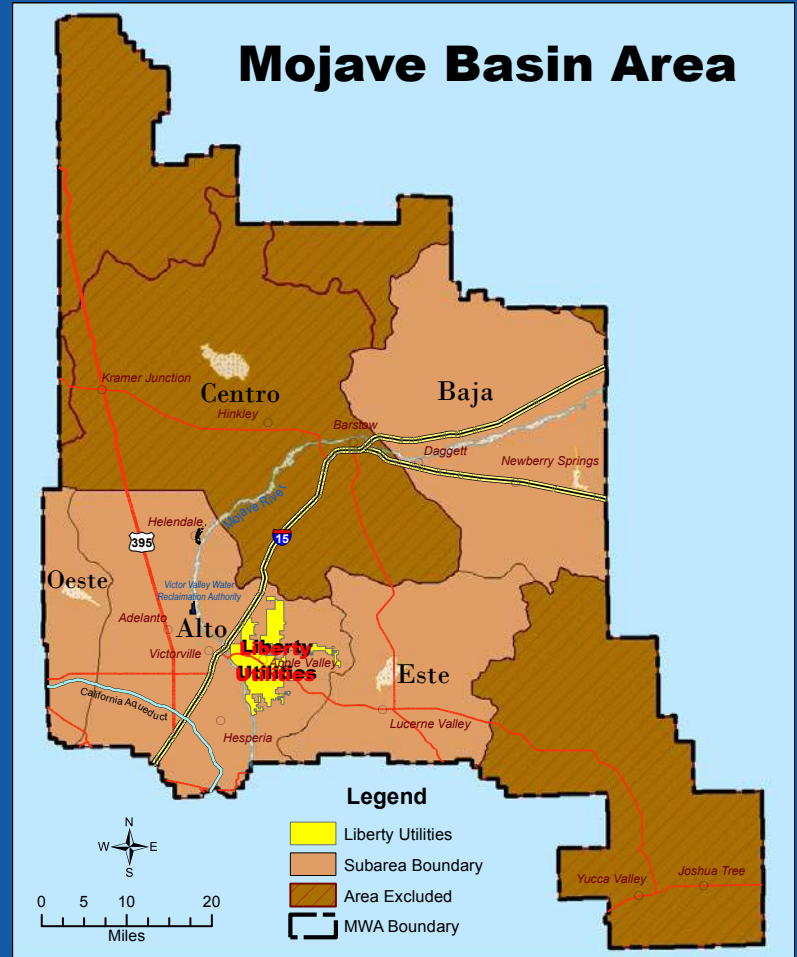 Mojave Basin Area
Kramer Junction
Centro
Hinkley
Baja
Barstow
Daggett
Newberry Springs
Mojave River
Helendale
395
15
Oeste
Victor Valley Water
Reclaimation Authority
Adelanto
Alto
Victorville
Liberty
Utilities
Apple Valley
Este
California Aqueduct
Lucerne Valley
Hesperia
Legend
Liberty Utilities
Subarea Boundary
Area Excluded
MWA Boundary
N
W
E
S
0 5 10 20
Miles
Yucca Valley
Joshua Tree